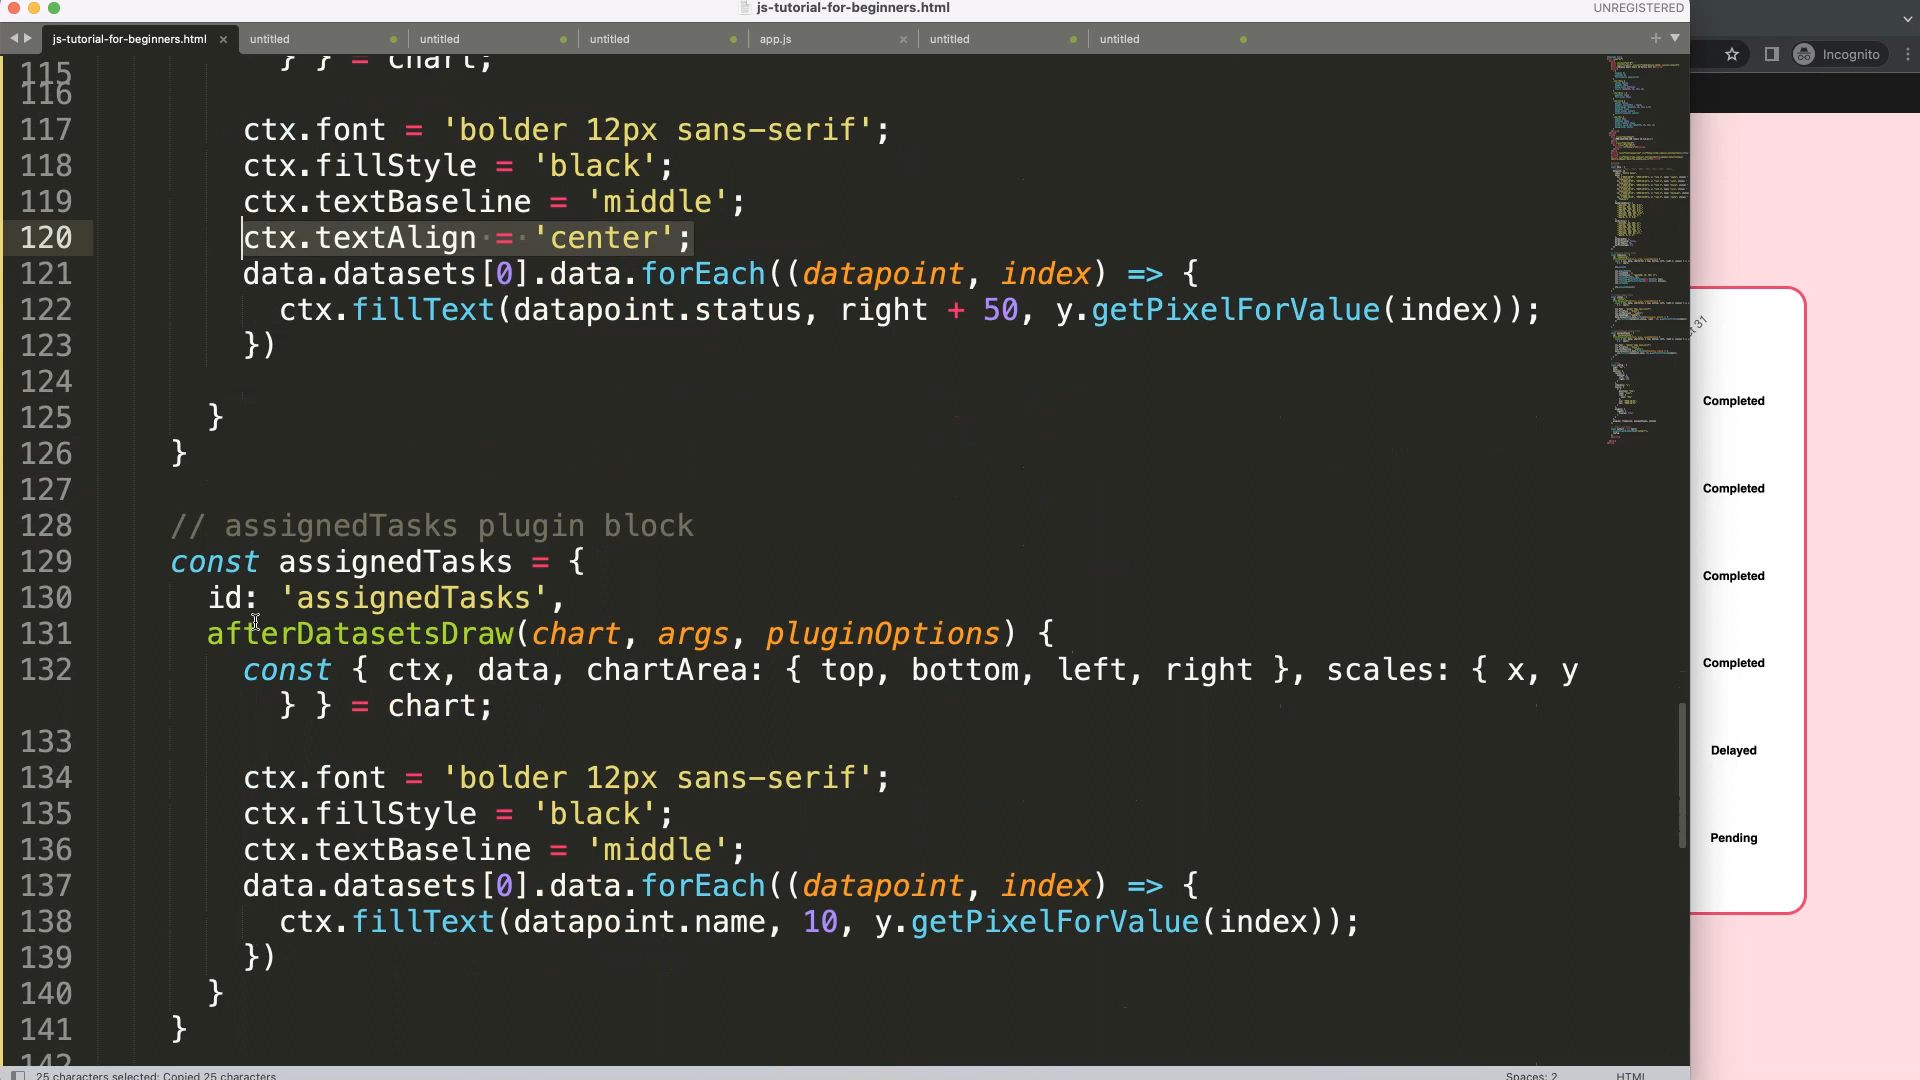 js-tutorial-for-beginners.html
UNREGISTERED
js-tutorial-for-beginners.html × untitled untitled untitled app.js × untitled untitled
Incognito
115 } } = chart;
116
117 ctx.font = 'bolder 12px sans-serif';
118 ctx.fillStyle = 'black';
119 ctx.textBaseline = 'middle';
120 ctx.textAlign = 'center';
121 data.datasets[0].data.forEach((datapoint, index) => {
122 ctx.fillText(datapoint.status, right + 50, y.getPixelForValue(index));
123 })
124
125 }
126 }
127
128 // assignedTasks plugin block
129 const assignedTasks = {
130 id: 'assignedTasks',
131 afterDatasetsDraw(chart, args, pluginOptions) {
132 const { ctx, data, chartArea: { top, bottom, left, right }, scales: { x, y
} } = chart;
133
134 ctx.font = 'bolder 12px sans-serif';
135 ctx.fillStyle = 'black';
136 ctx.textBaseline = 'middle';
137 data.datasets[0].data.forEach((datapoint, index) => {
138 ctx.fillText(datapoint.name, 10, y.getPixelForValue(index));
139 })
140 }
141 }
142
31
Completed
Completed
Completed
Completed
Delayed
Pending
25 characters selected; Copied 25 characters
Spaces: 2
HTML